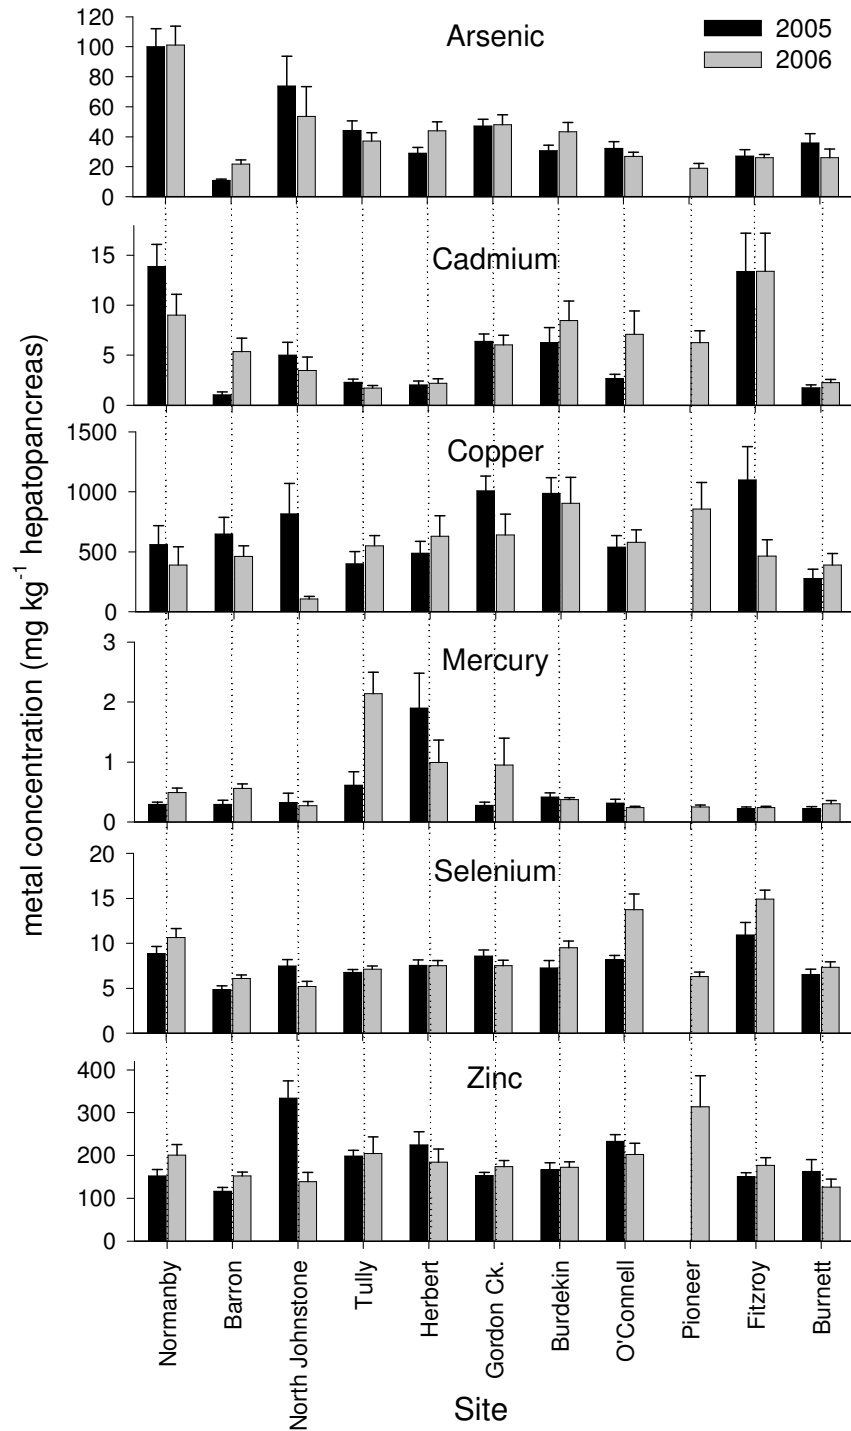 120
100
80
60
40
20
0
Arsenic
2005
2006
15
10
5
0
Cadmium
1500
1000
500
0
Copper
3
2
1
0
Mercury
20
15
10
5
0
Selenium
400
300
200
100
0
Zinc
metal concentration (mg kg⁻¹ hepatopancreas)
Normanby
Barron
North Johnstone
Tully
Herbert
Gordon Ck.
Burdekin
O'Connell
Pioneer
Fitzroy
Burnett
Site